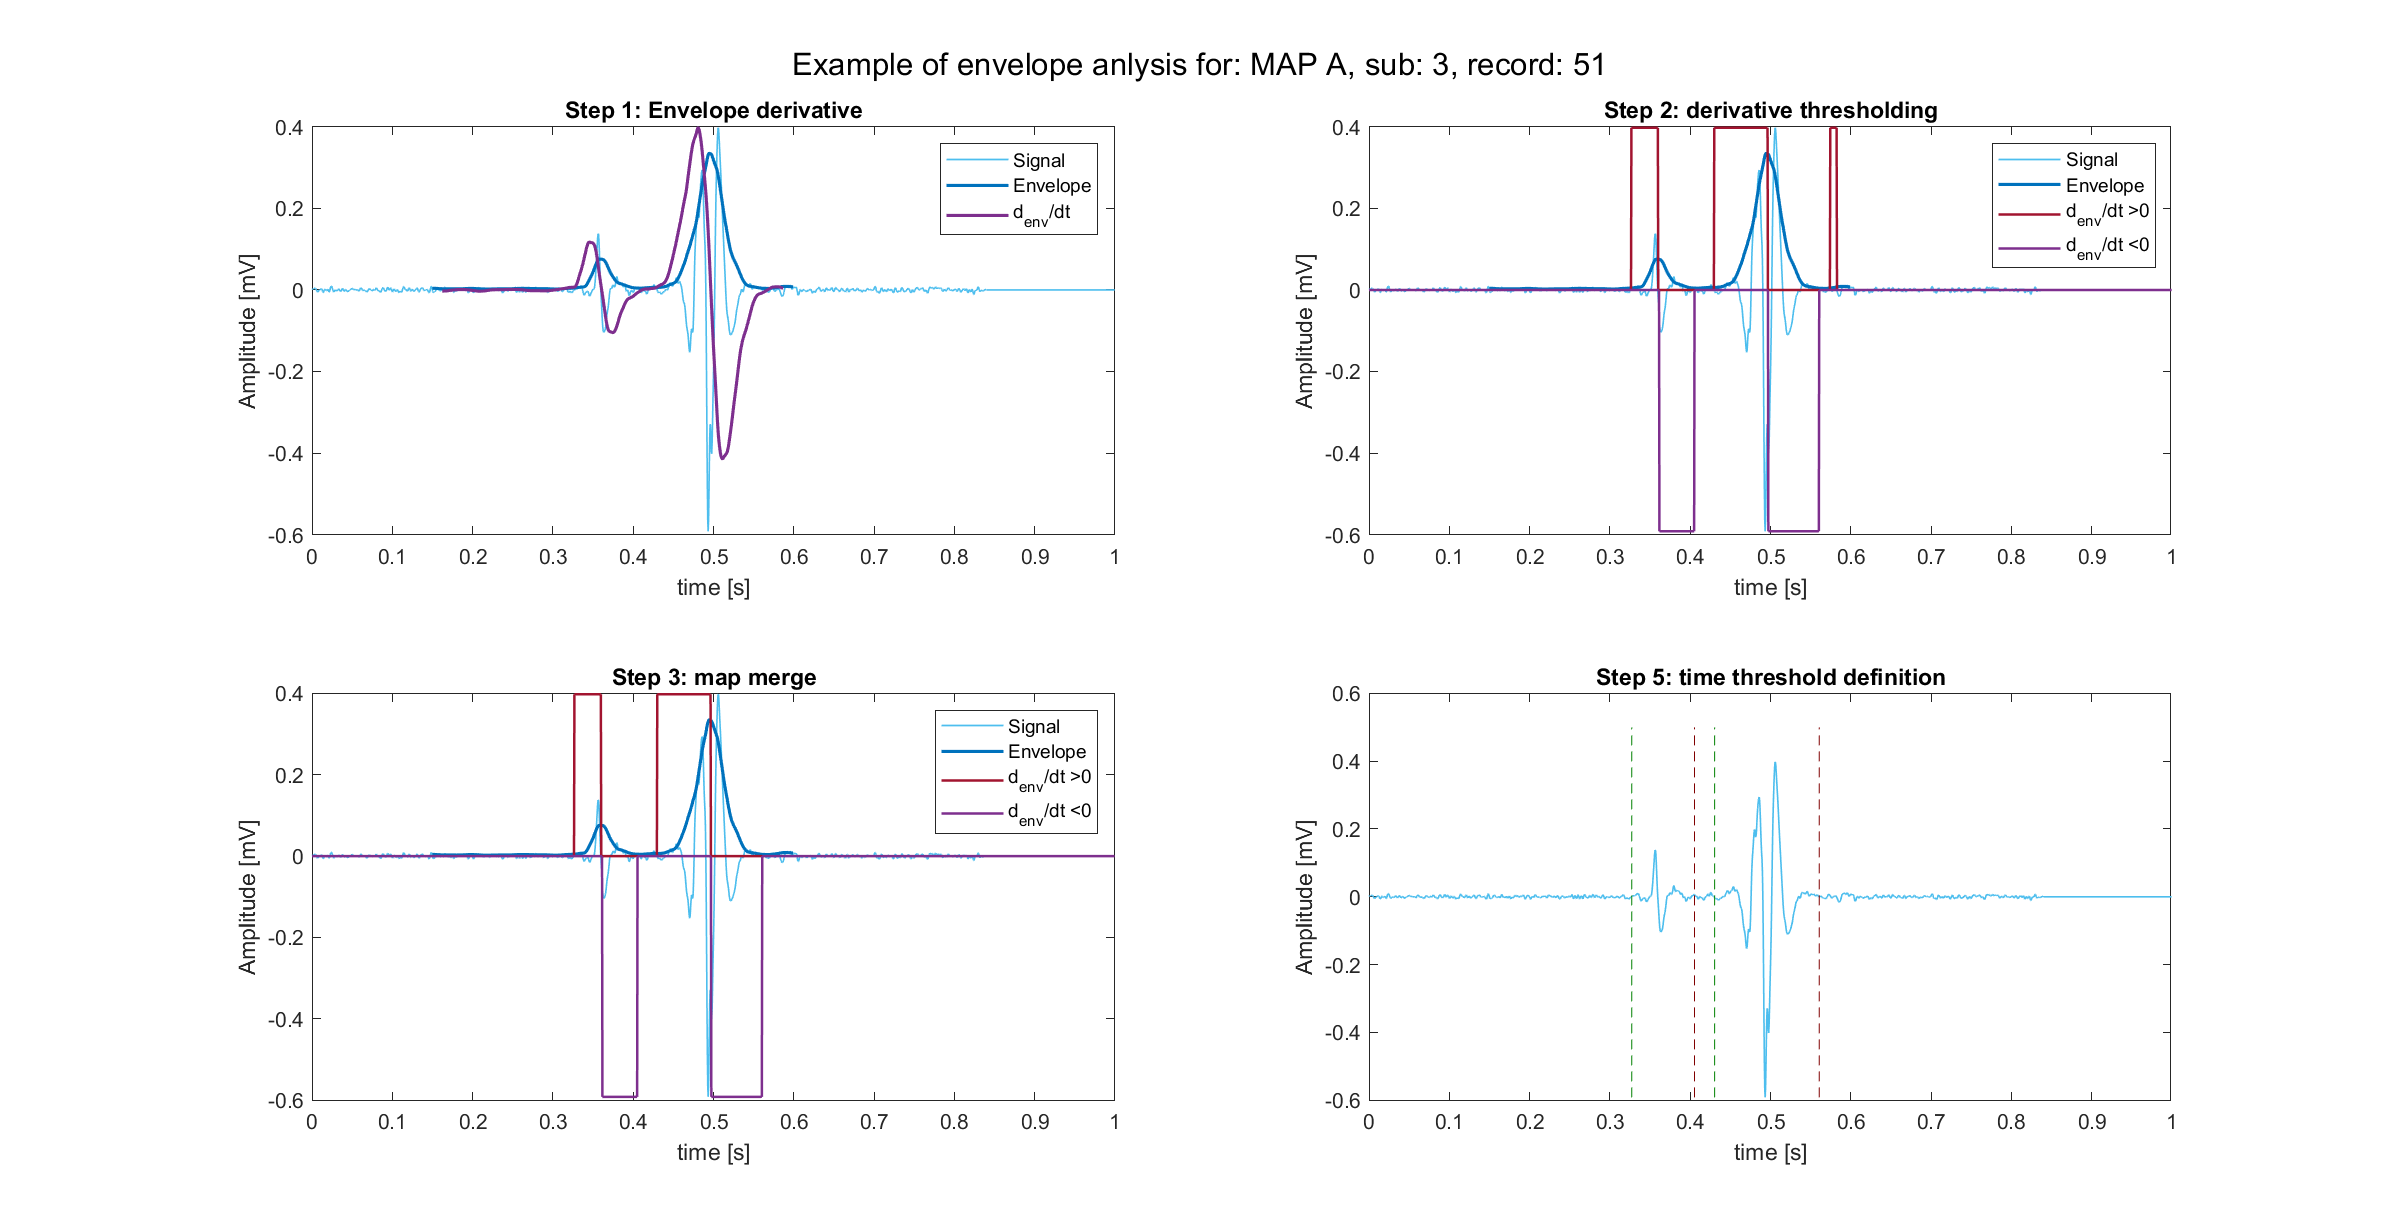 Example of envelope anlysis for: MAP A, sub: 3, record: 51
Step 1: Envelope derivative
0.4
0.2
0
-0.2
-0.4
-0.6
Amplitude [mV]
0 0.1 0.2 0.3 0.4 0.5 0.6 0.7 0.8 0.9 1
time [s]
Signal
Envelope
d_env/dt
Step 2: derivative thresholding
0.4
0.2
0
-0.2
-0.4
-0.6
Amplitude [mV]
0 0.1 0.2 0.3 0.4 0.5 0.6 0.7 0.8 0.9 1
time [s]
Signal
Envelope
d_env/dt >0
d_env/dt <0
Step 3: map merge
0.4
0.2
0
-0.2
-0.4
-0.6
Amplitude [mV]
0 0.1 0.2 0.3 0.4 0.5 0.6 0.7 0.8 0.9 1
time [s]
Signal
Envelope
d_env/dt >0
d_env/dt <0
Step 5: time threshold definition
0.6
0.4
0.2
0
-0.2
-0.4
-0.6
Amplitude [mV]
0 0.1 0.2 0.3 0.4 0.5 0.6 0.7 0.8 0.9 1
time [s]